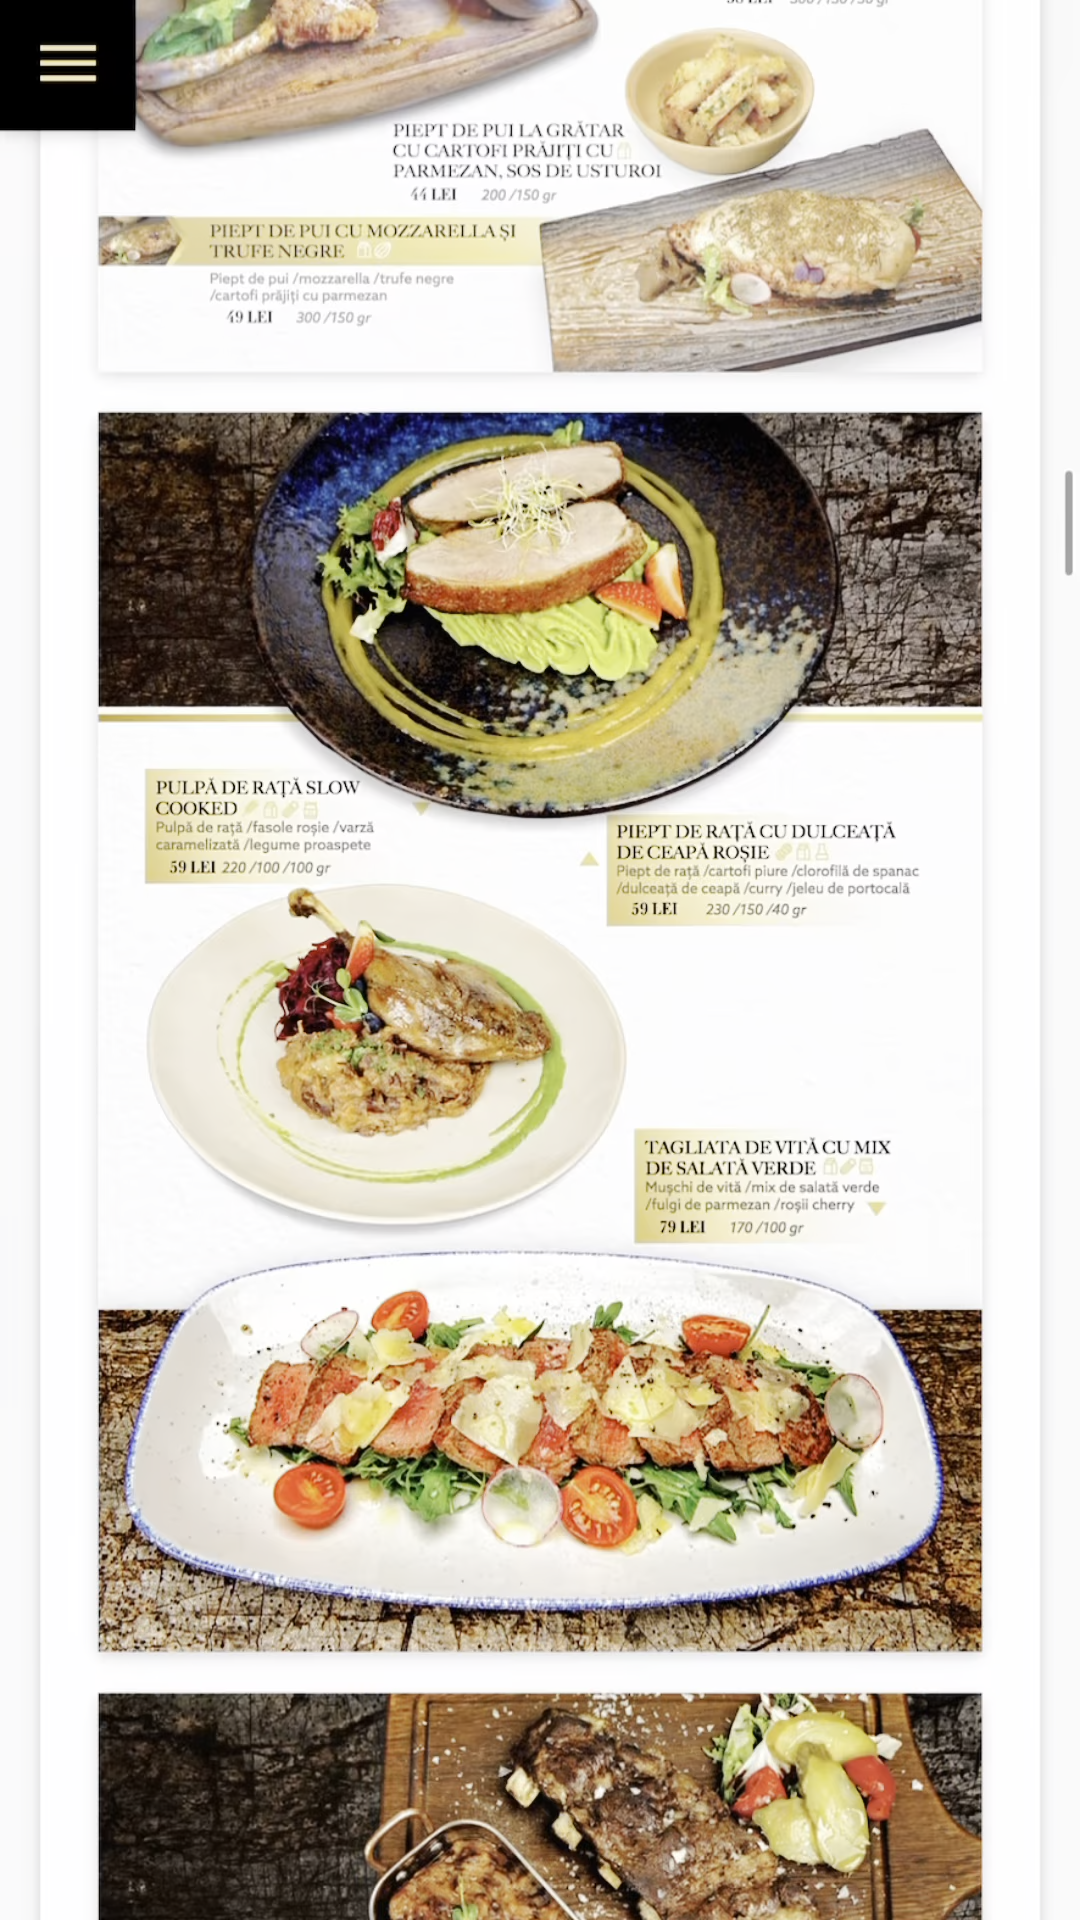 PIEPT DE PUI LA GRĂTAR
CU CARTOFI PRĂJIȚI CU
PARMEZAN, SOS DE USTUROI
44 LEI 200 /150 gr
PIEPT DE PUI CU MOZZARELLA ȘI
TRUFE NEGRE
Piept de pui /mozzarella /trufe negre
/cartofi prăjiți cu parmezan
49 LEI 300 /150 gr
PULPĂ DE RAȚĂ SLOW
COOKED
Pulpă de rață /fasole roșie /varză
caramelizată /legume proaspete
59 LEI 220 /100 /100 gr
PIEPT DE RAȚĂ CU DULCEAȚĂ
DE CEAPĂ ROȘIE
Piept de rață /cartofi piure /clorofilă de spanac
/dulceață de ceapă /curry /jeleu de portocală
59 LEI 230 /150 /40 gr
TAGLIATA DE VITĂ CU MIX
DE SALATĂ VERDE
Mușchi de vită /mix de salată verde
/fulgi de parmezan /roșii cherry
79 LEI 170 /100 gr